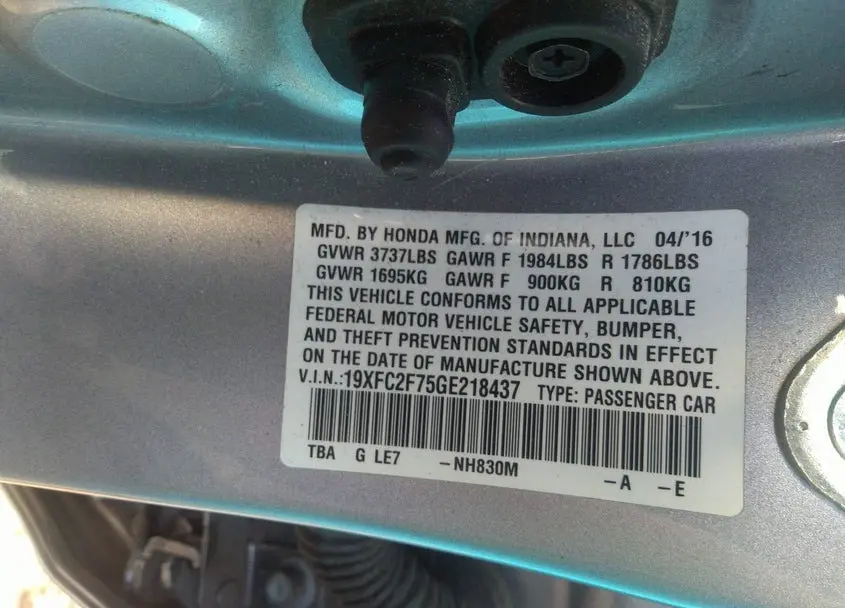 MFD. BY HONDA MFG. OF INDIANA, LLC 04/'16
GVWR 3737LBS GAWR F 1984LBS R 1786LBS
GVWR 1695KG GAWR F 900KG R 810KG
THIS VEHICLE CONFORMS TO ALL APPLICABLE
FEDERAL MOTOR VEHICLE SAFETY, BUMPER,
AND THEFT PREVENTION STANDARDS IN EFFECT
ON THE DATE OF MANUFACTURE SHOWN ABOVE.
V.I.N.:19XFC2F75GE218437 TYPE: PASSENGER CAR
TBA G LE7 -NH830M -A -E